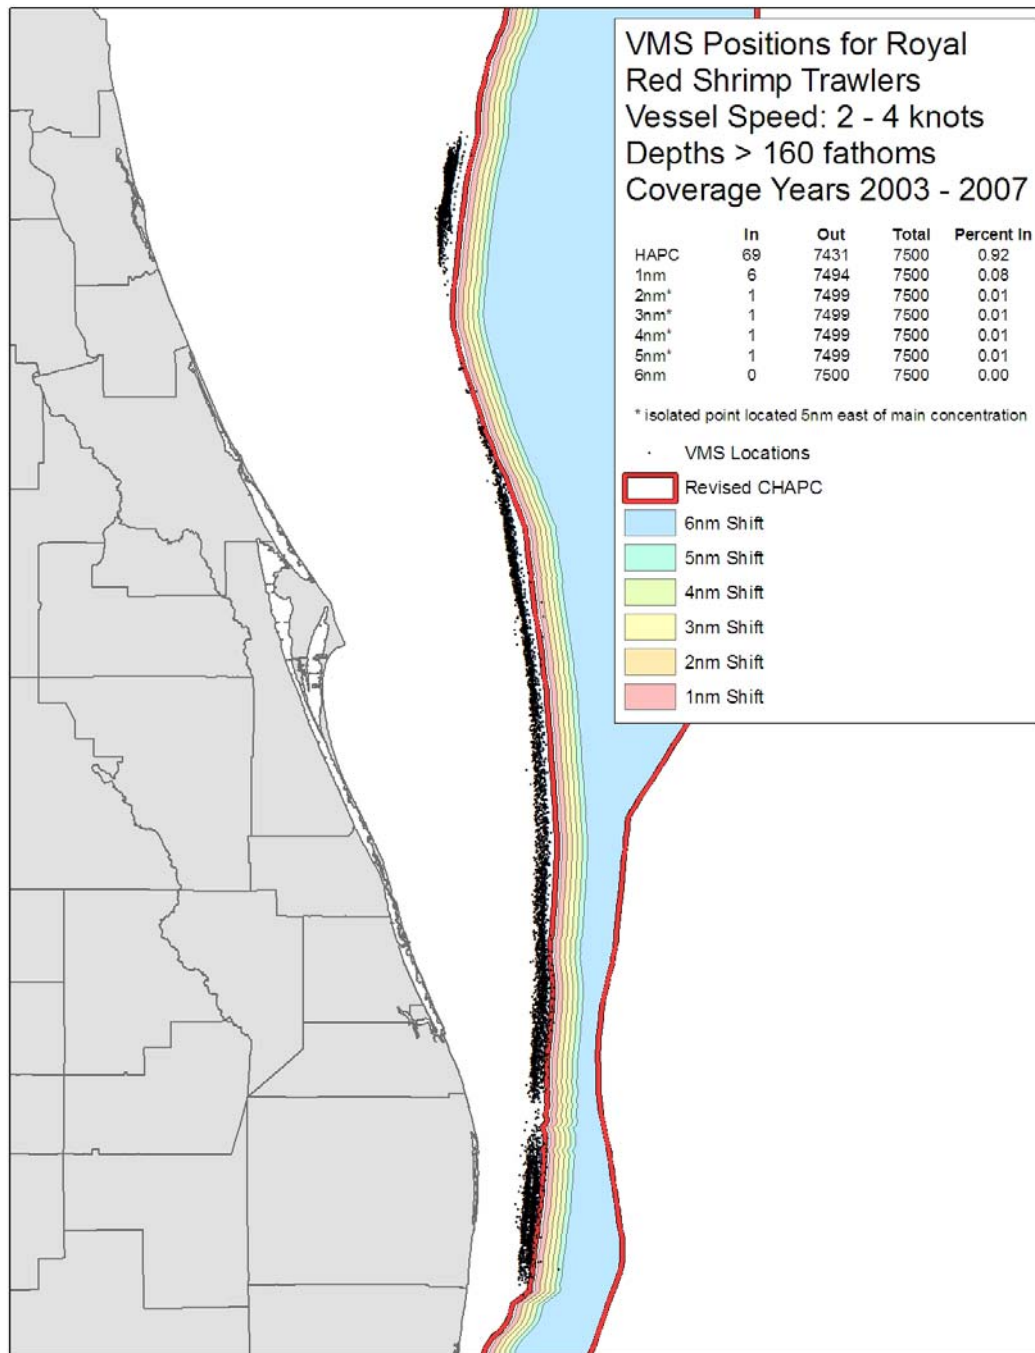 VMS Positions for Royal
Red Shrimp Trawlers
Vessel Speed: 2 - 4 knots
Depths > 160 fathoms
Coverage Years 2003 - 2007
In Out Total Percent In
HAPC 69 7431 7500 0.92
1nm 6 7494 7500 0.08
2nm* 1 7499 7500 0.01
3nm* 1 7499 7500 0.01
4nm* 1 7499 7500 0.01
5nm* 1 7499 7500 0.01
6nm 0 7500 7500 0.00
* isolated point located 5nm east of main concentration
VMS Locations
Revised CHAPC
6nm Shift
5nm Shift
4nm Shift
3nm Shift
2nm Shift
1nm Shift